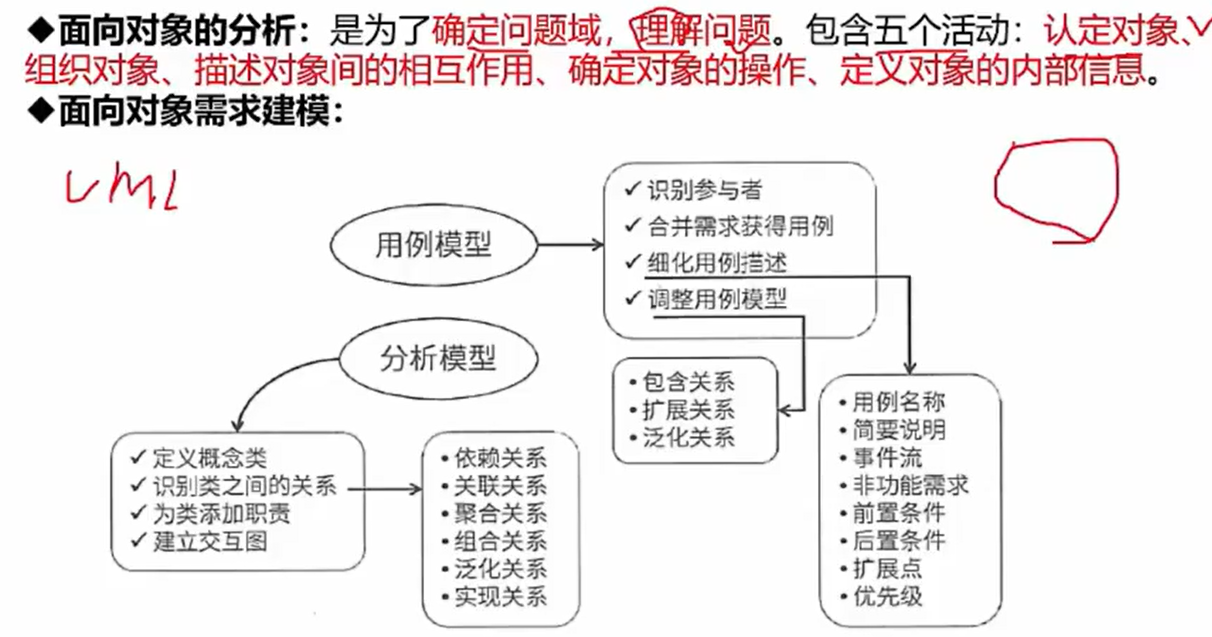 ◆面向对象的分析：是为了确定问题域，理解问题。包含五个活动：认定对象、
组织对象、描述对象间的相互作用、确定对象的操作、定义对象的内部信息。
◆面向对象需求建模：
UML
用例模型
✓识别参与者
✓合并需求获得用例
✓细化用例描述
✓调整用例模型
分析模型
•包含关系
•扩展关系
•泛化关系
•用例名称
•简要说明
•事件流
•非功能需求
•前置条件
•后置条件
•扩展点
•优先级
✓定义概念类
✓识别类之间的关系
✓为类添加职责
✓建立交互图
•依赖关系
•关联关系
•聚合关系
•组合关系
•泛化关系
•实现关系